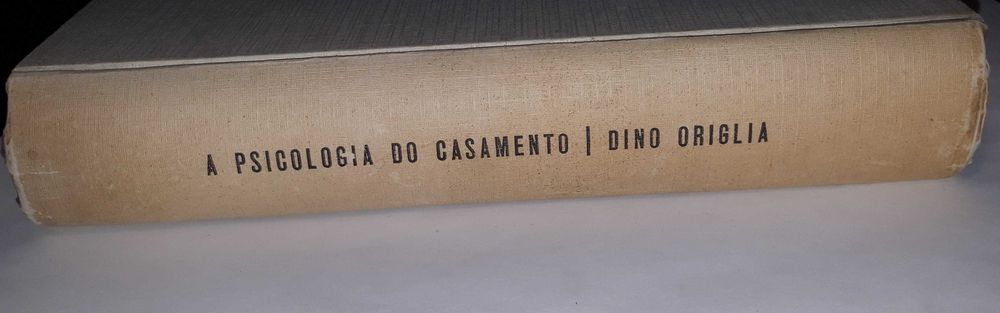 A PSICOLOGIA DO CASAMENTO | DINO ORIGLIA